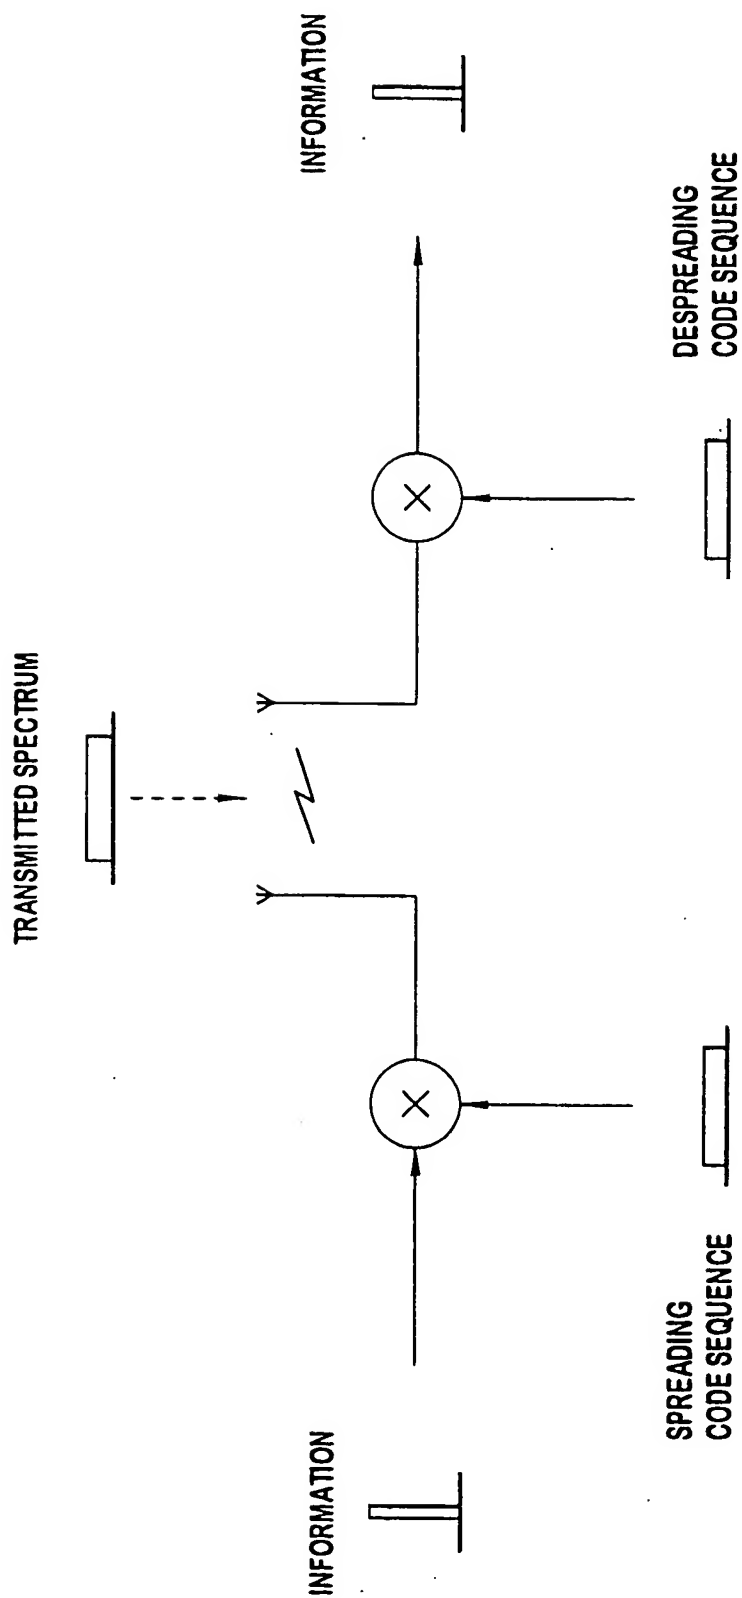 TRANSMITTED SPECTRUM
INFORMATION
INFORMATION
SPREADING
CODE SEQUENCE
DESPREADING
CODE SEQUENCE